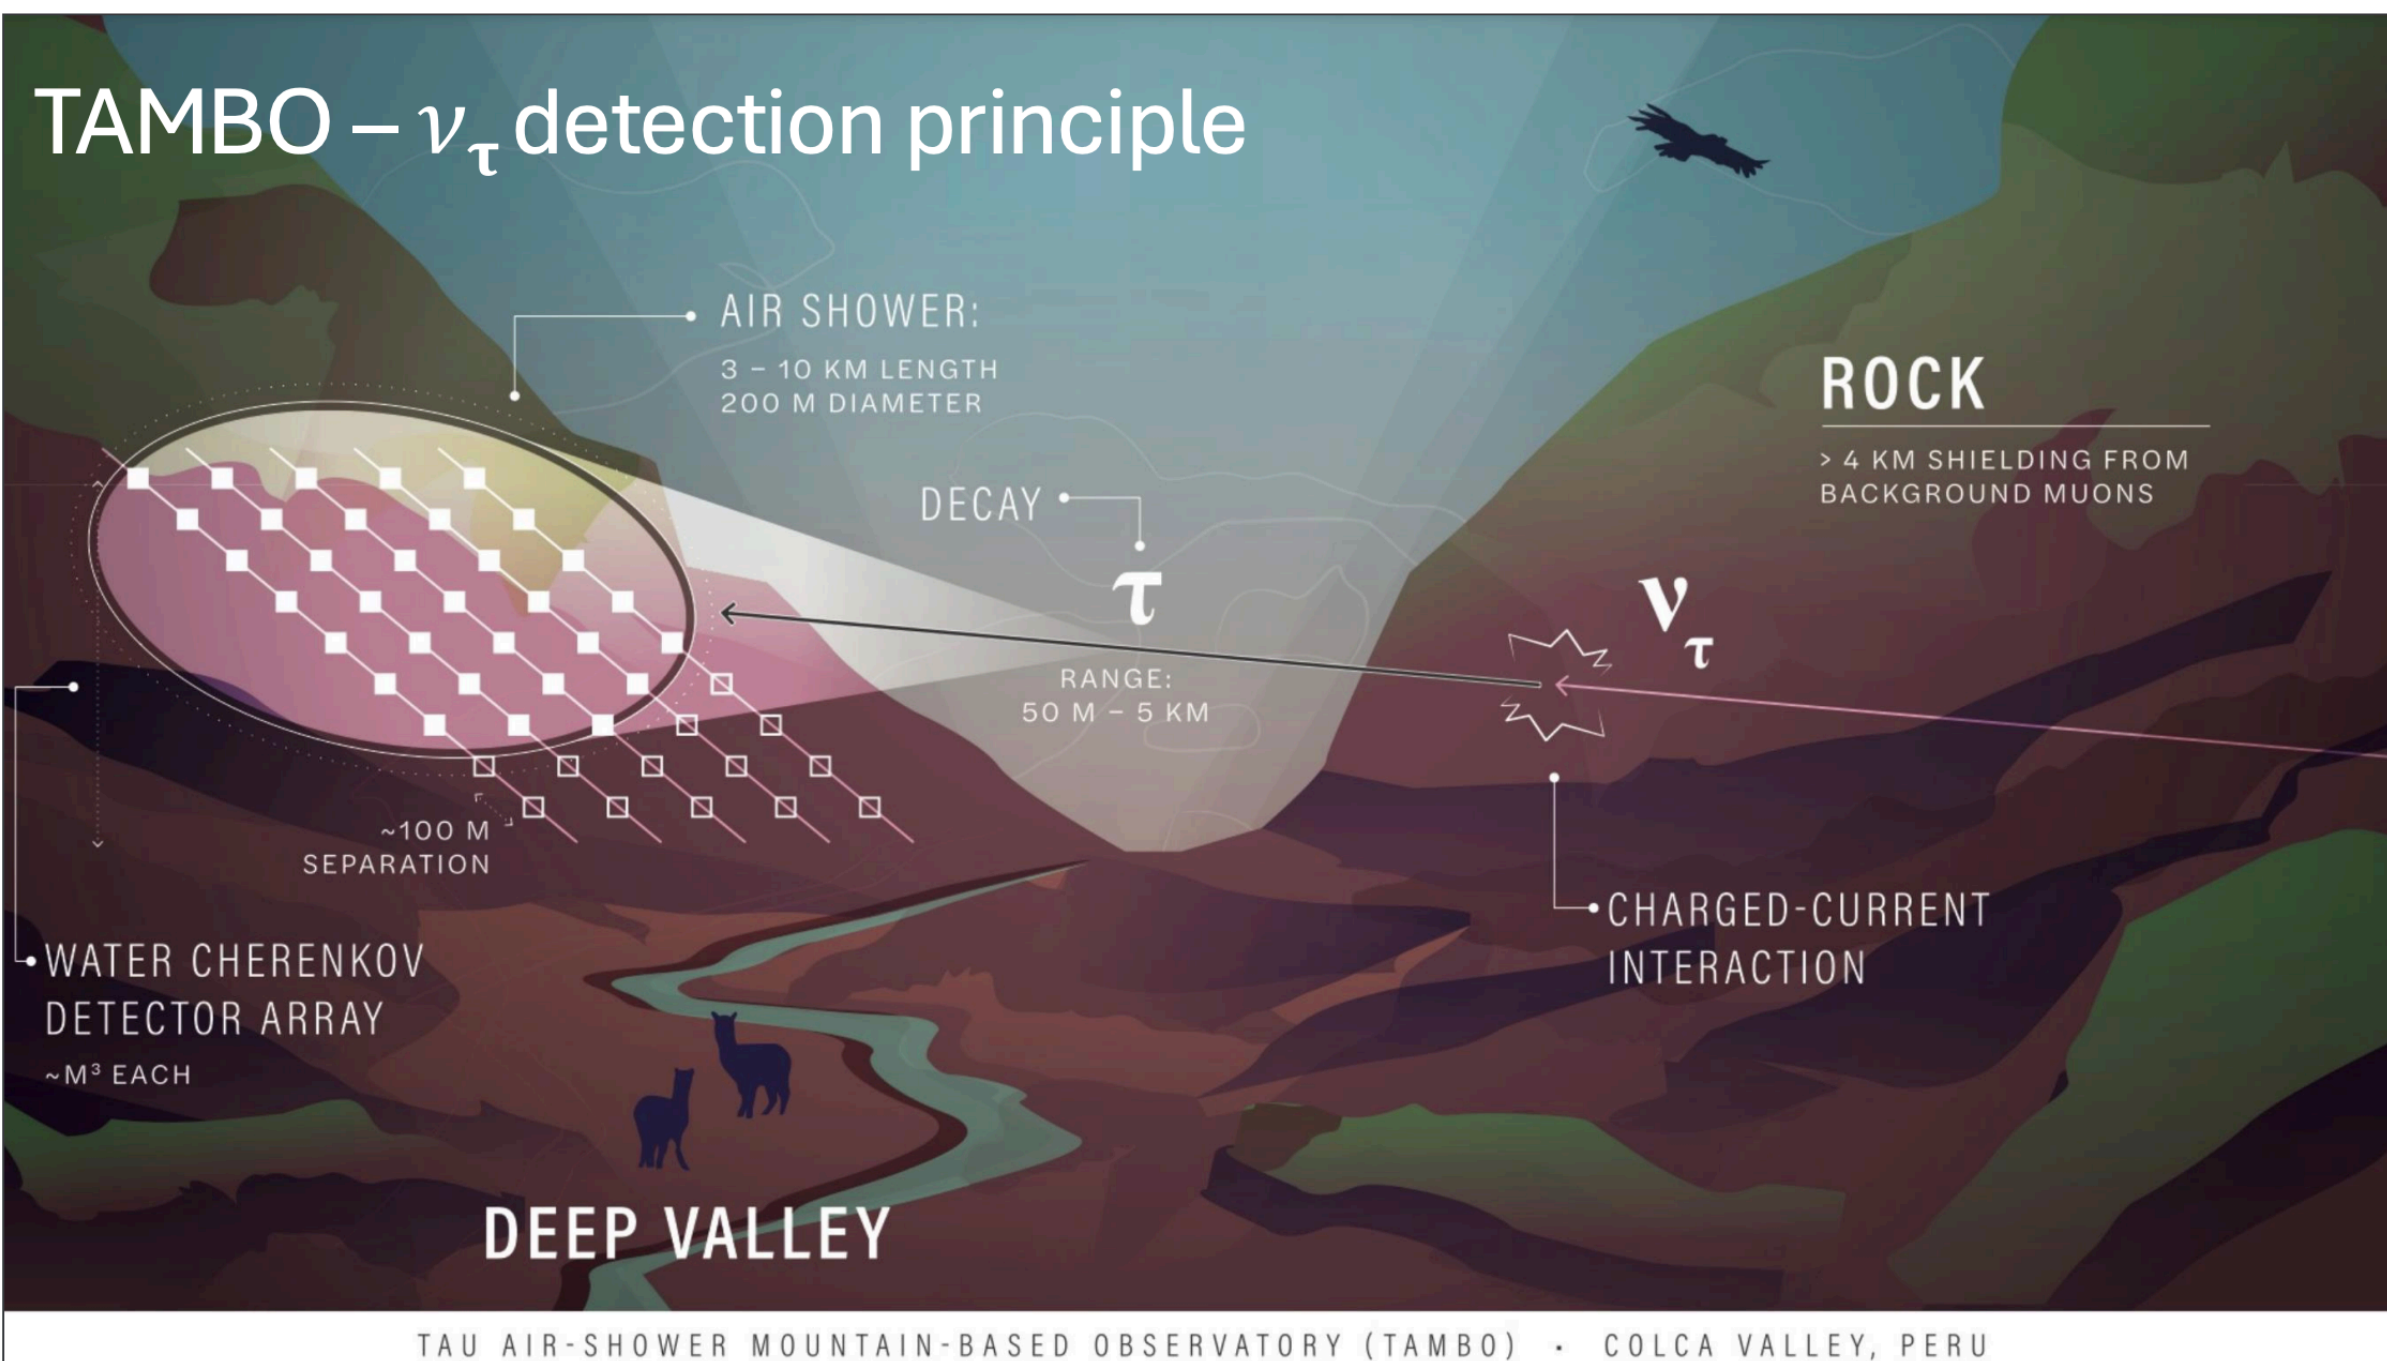 TAMBO – ντ detection principle
AIR SHOWER:
3 – 10 KM LENGTH
200 M DIAMETER
DECAY
τ
RANGE:
50 M – 5 KM
ROCK
> 4 KM SHIELDING FROM
BACKGROUND MUONS
ντ
~100 M
SEPARATION
WATER CHERENKOV
DETECTOR ARRAY
~M³ EACH
CHARGED-CURRENT
INTERACTION
DEEP VALLEY
TAU AIR-SHOWER MOUNTAIN-BASED OBSERVATORY (TAMBO) · COLCA VALLEY, PERU